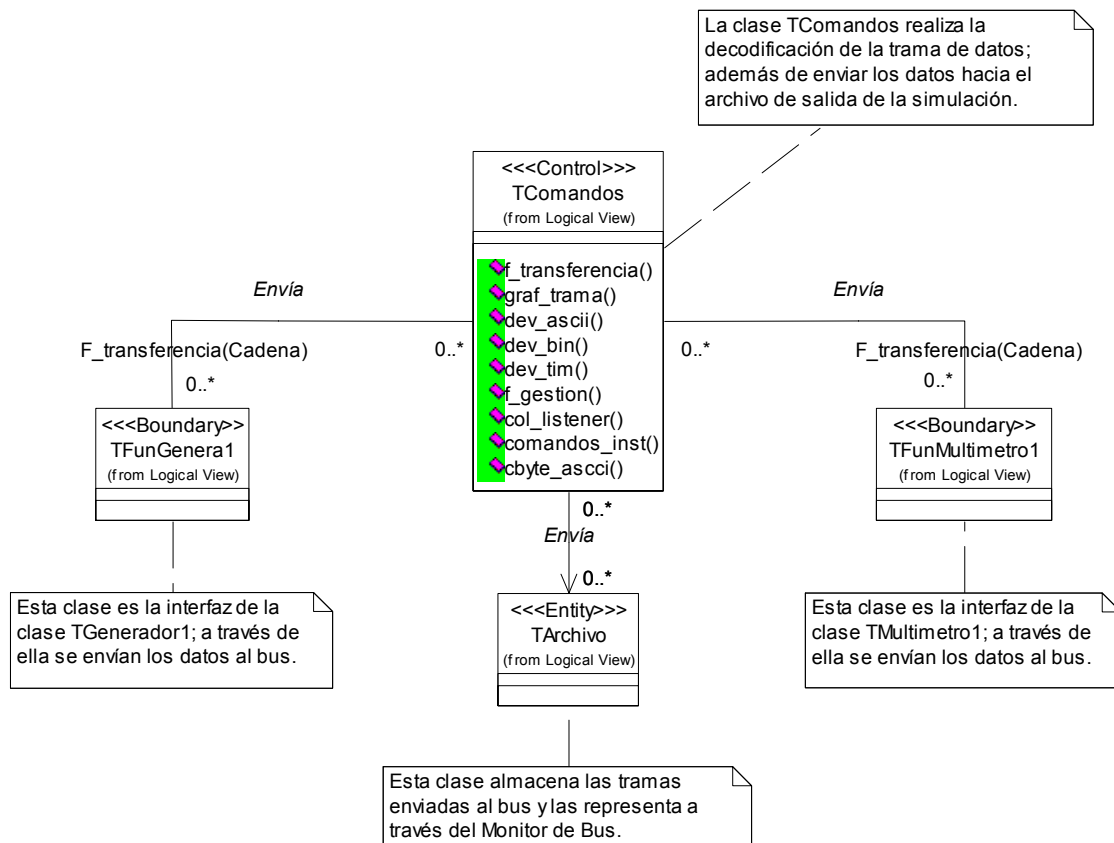 La clase TComandos realiza la
decodificación de la trama de datos;
además de enviar los datos hacia el
archivo de salida de la simulación.
<<<Control>>>
TComandos
(from Logical View)
f_transferencia()
graf_trama()
dev_ascii()
dev_bin()
dev_tim()
f_gestion()
col_listener()
comandos_inst()
cbyte_ascci()
Envía
F_transferencia(Cadena)
0..*
0..*
Envía
F_transferencia(Cadena)
0..*
0..*
<<<Boundary>>
TFunGenera1
(from Logical View)
<<<Boundary>>
TFunMultimetro1
(from Logical View)
0..*
Envía
0..*
<<<Entity>>>
TArchivo
(from Logical View)
Esta clase es la interfaz de la
clase TGenerador1; a través de
ella se envían los datos al bus.
Esta clase es la interfaz de la
clase TMultimetro1; a través de
ella se envían los datos al bus.
Esta clase almacena las tramas
enviadas al bus y las representa a
través del Monitor de Bus.